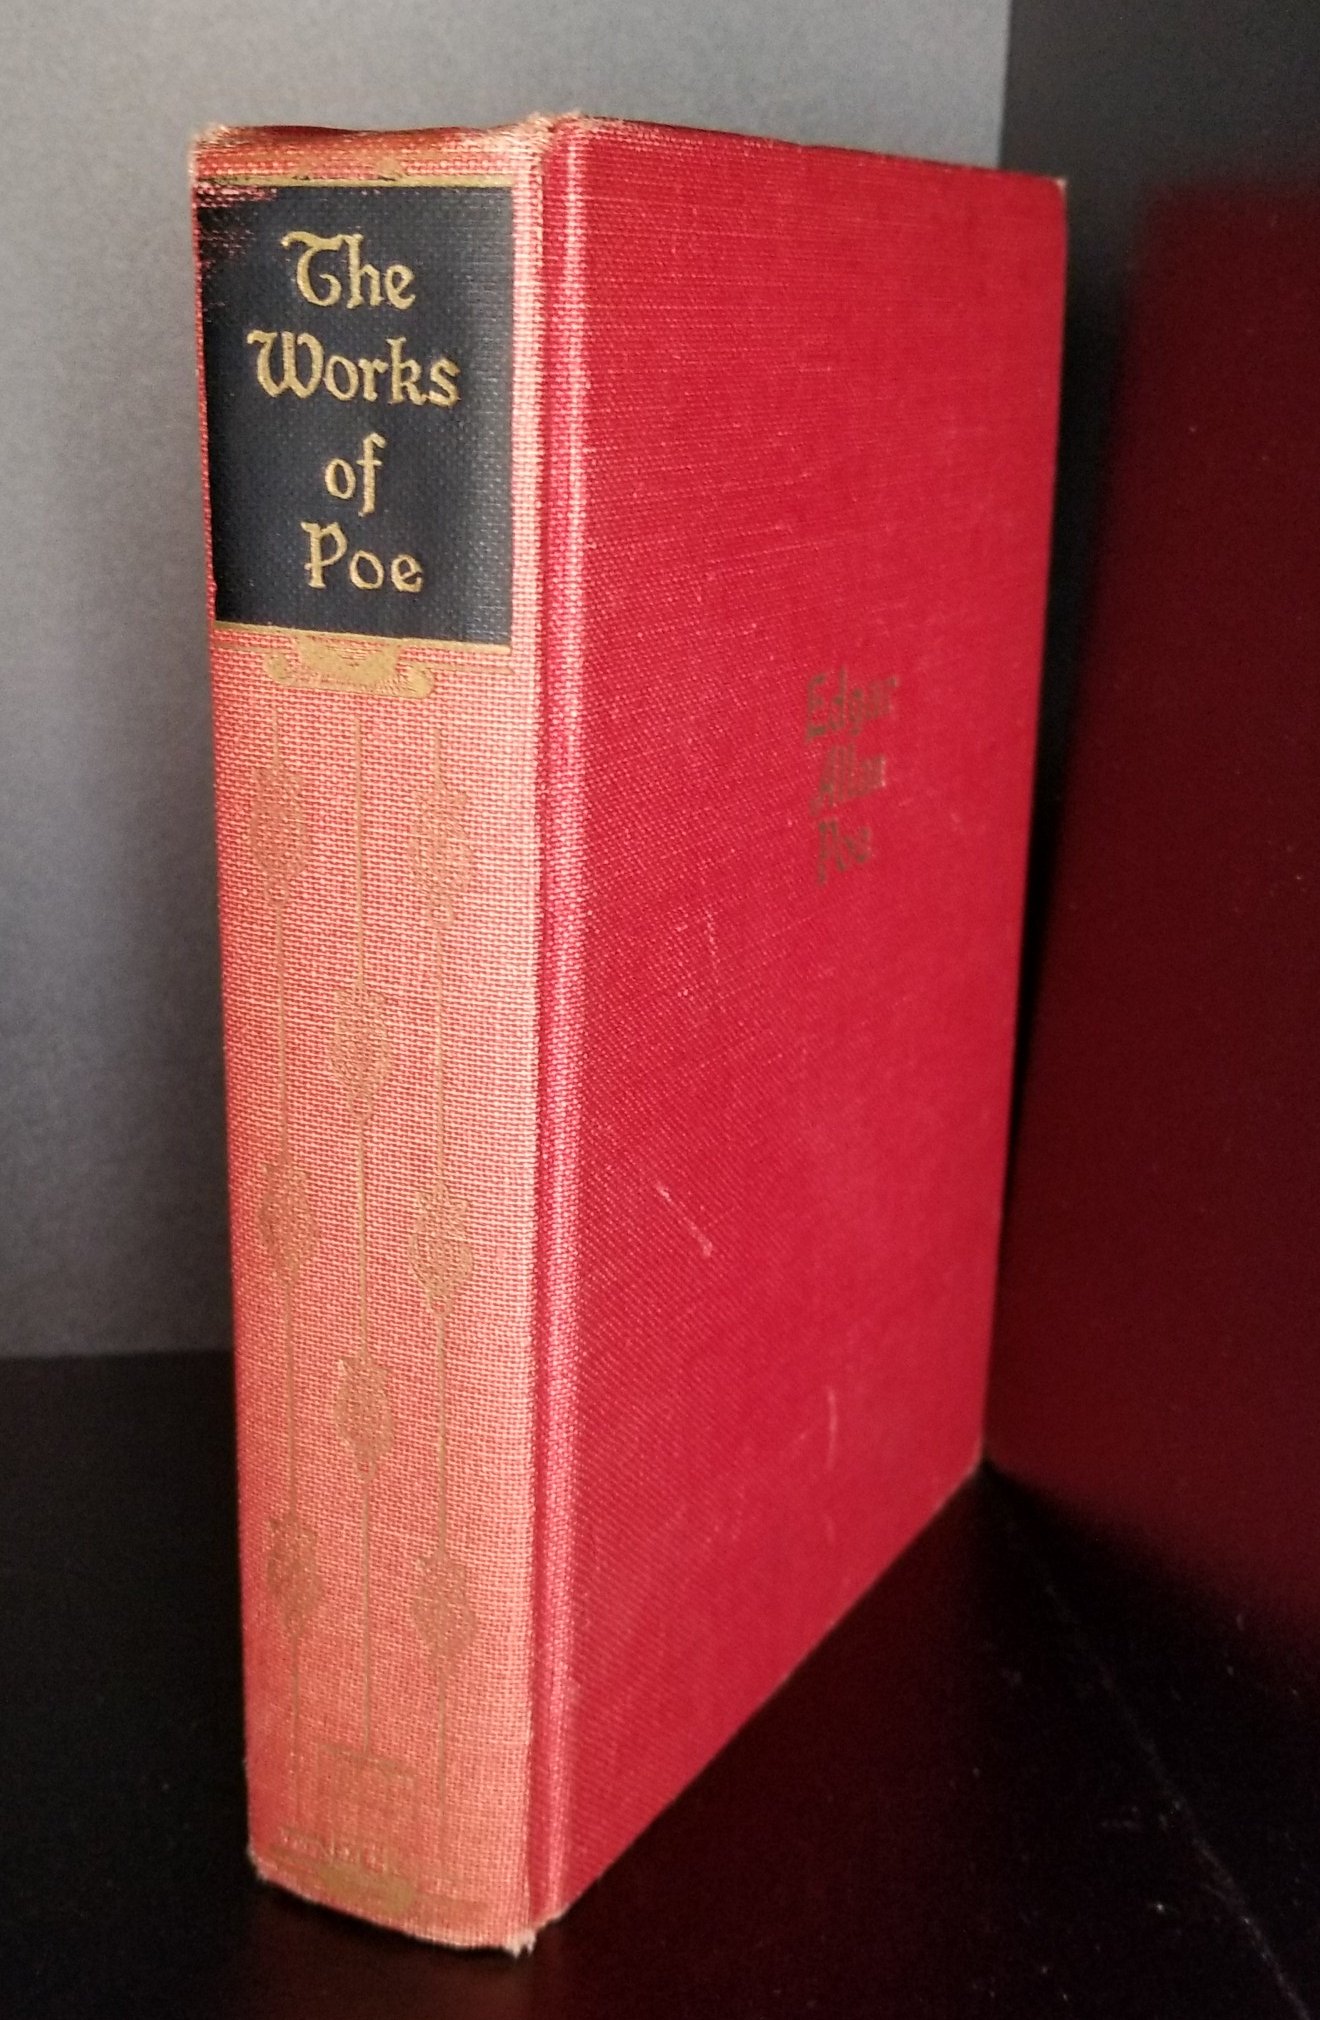 The
Works
of
Poe
Edgar
Allan
Poe